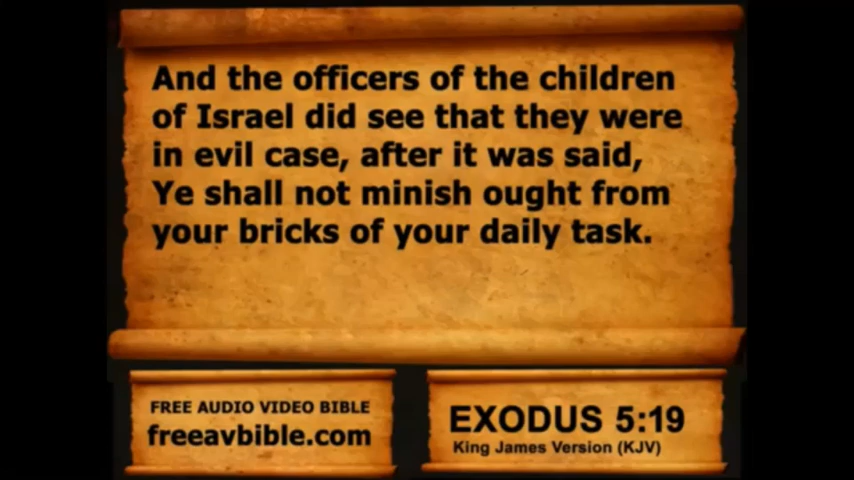 And the officers of the children
of Israel did see that they were
in evil case, after it was said,
Ye shall not minish ought from
your bricks of your daily task.
FREE AUDIO VIDEO BIBLE
freeavbible.com
EXODUS 5:19
King James Version (KJV)